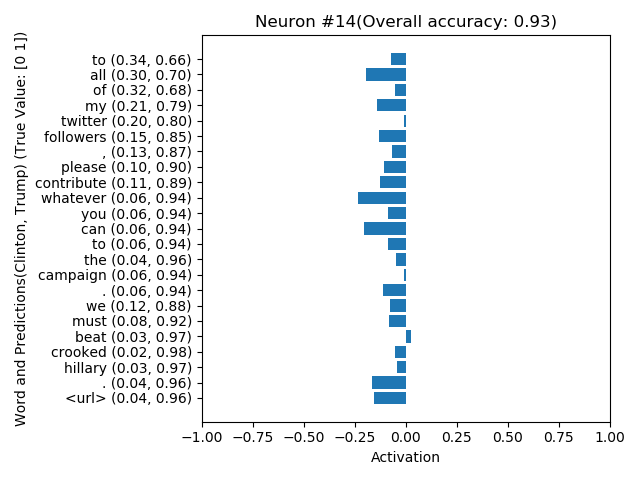 Neuron #14(Overall accuracy: 0.93)
Word and Predictions(Clinton, Trump) (True Value: [0 1])
to (0.34, 0.66)
all (0.30, 0.70)
of (0.32, 0.68)
my (0.21, 0.79)
twitter (0.20, 0.80)
followers (0.15, 0.85)
, (0.13, 0.87)
please (0.10, 0.90)
contribute (0.11, 0.89)
whatever (0.06, 0.94)
you (0.06, 0.94)
can (0.06, 0.94)
to (0.06, 0.94)
the (0.04, 0.96)
campaign (0.06, 0.94)
. (0.06, 0.94)
we (0.12, 0.88)
must (0.08, 0.92)
beat (0.03, 0.97)
crooked (0.02, 0.98)
hillary (0.03, 0.97)
. (0.04, 0.96)
<url> (0.04, 0.96)
−1.00 −0.75 −0.50 −0.25 0.00 0.25 0.50 0.75 1.00
Activation